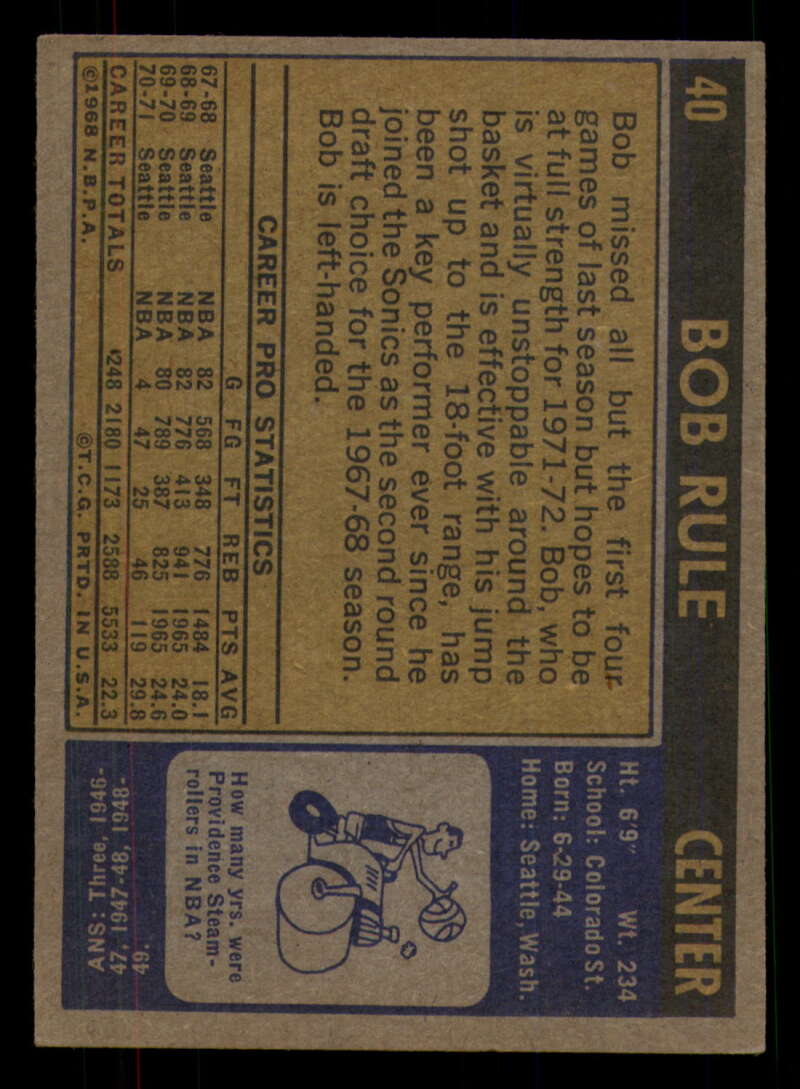 40 BOB RULE CENTER
Bob missed all but the first four
games of last season but hopes to be
at full strength for 1971-72. Bob, who
is virtually unstoppable around the
basket and is effective with his jump
shot up to the 18-foot range, has
been a key performer ever since he
joined the Sonics as the second round
draft choice for the 1967-68 season.
Bob is left-handed.
CAREER PRO STATISTICS
G FG FT REB PTS AVG
67-68 Seattle NBA 82 568 348 776 1484 18.1
68-69 Seattle NBA 82 776 413 941 1965 24.0
69-70 Seattle NBA 80 789 387 825 1965 24.6
70-71 Seattle NBA 4 47 25 46 119 29.8
CAREER TOTALS 248 2180 1173 2588 5533 22.3
©1968 N.B.P.A. ©T.C.G. PRTD. IN U.S.A.
Ht. 6'9" Wt. 234
School: Colorado St.
Born: 6-29-44
Home: Seattle, Wash.
How many yrs. were
Providence Steam-
rollers in NBA?
ANS: Three, 1946-
47, 1947-48, 1948-
49.